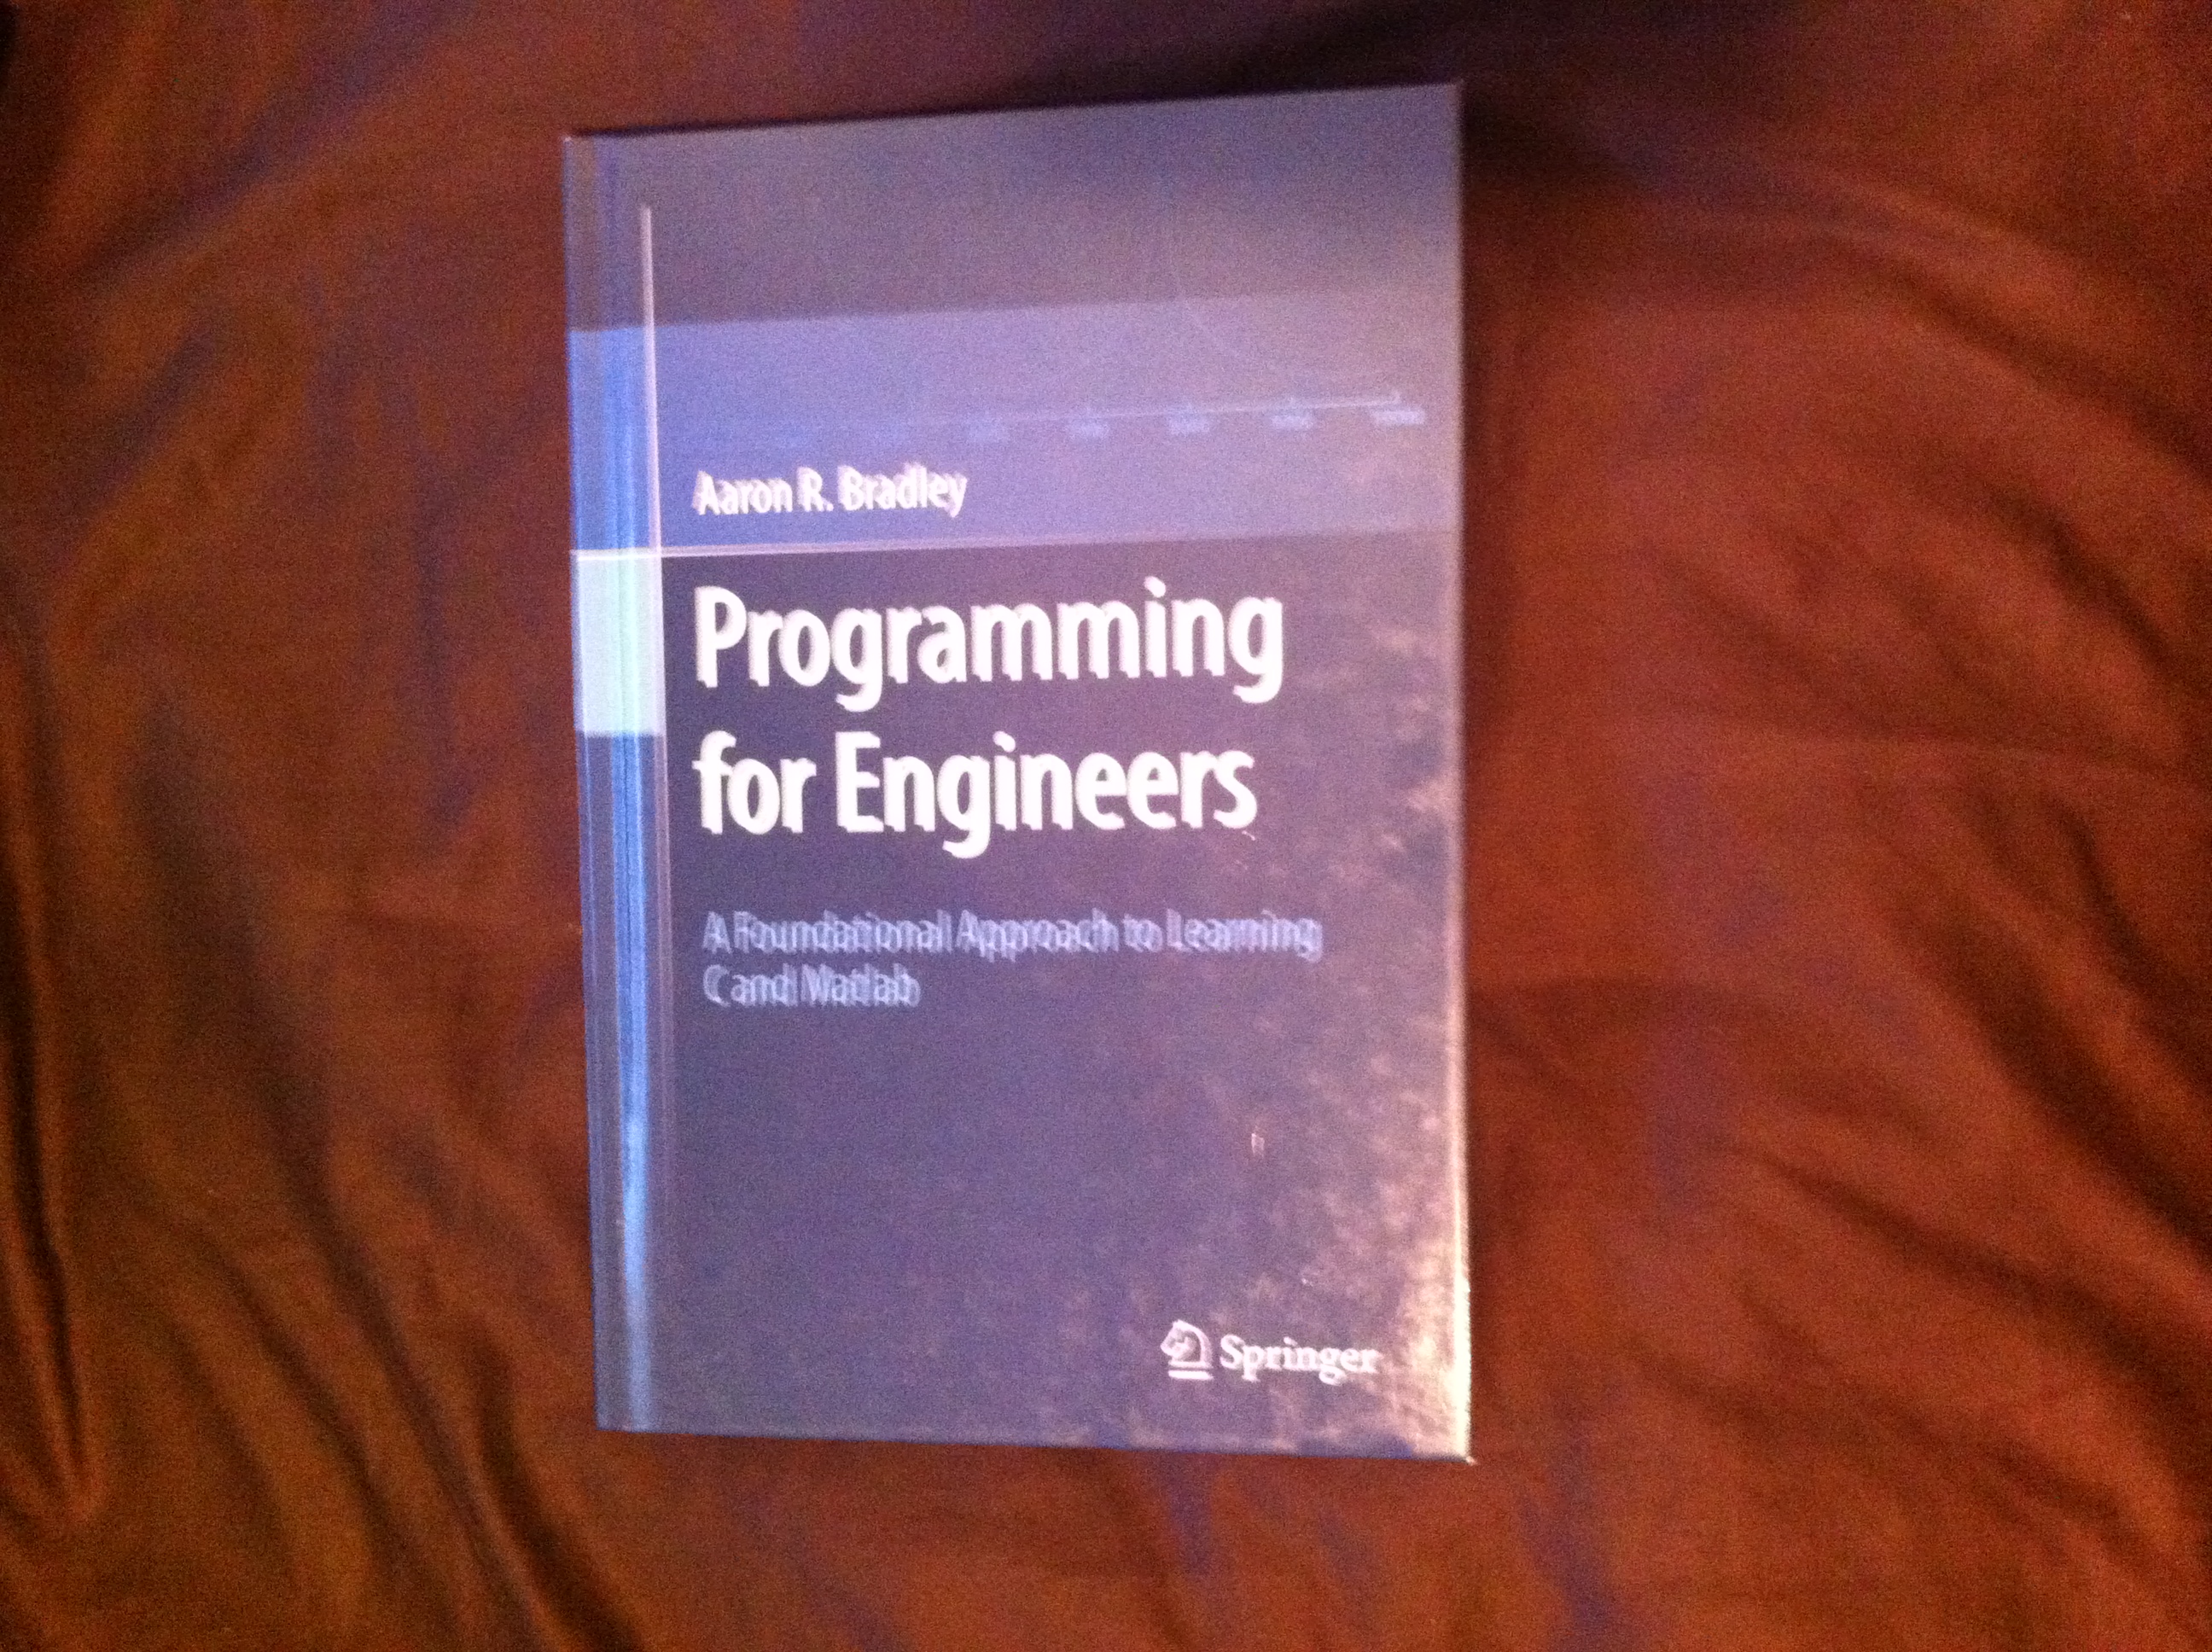 Aaron R. Bradley
Programming
for Engineers
A Foundational Approach to Learning
C and Matlab
Springer